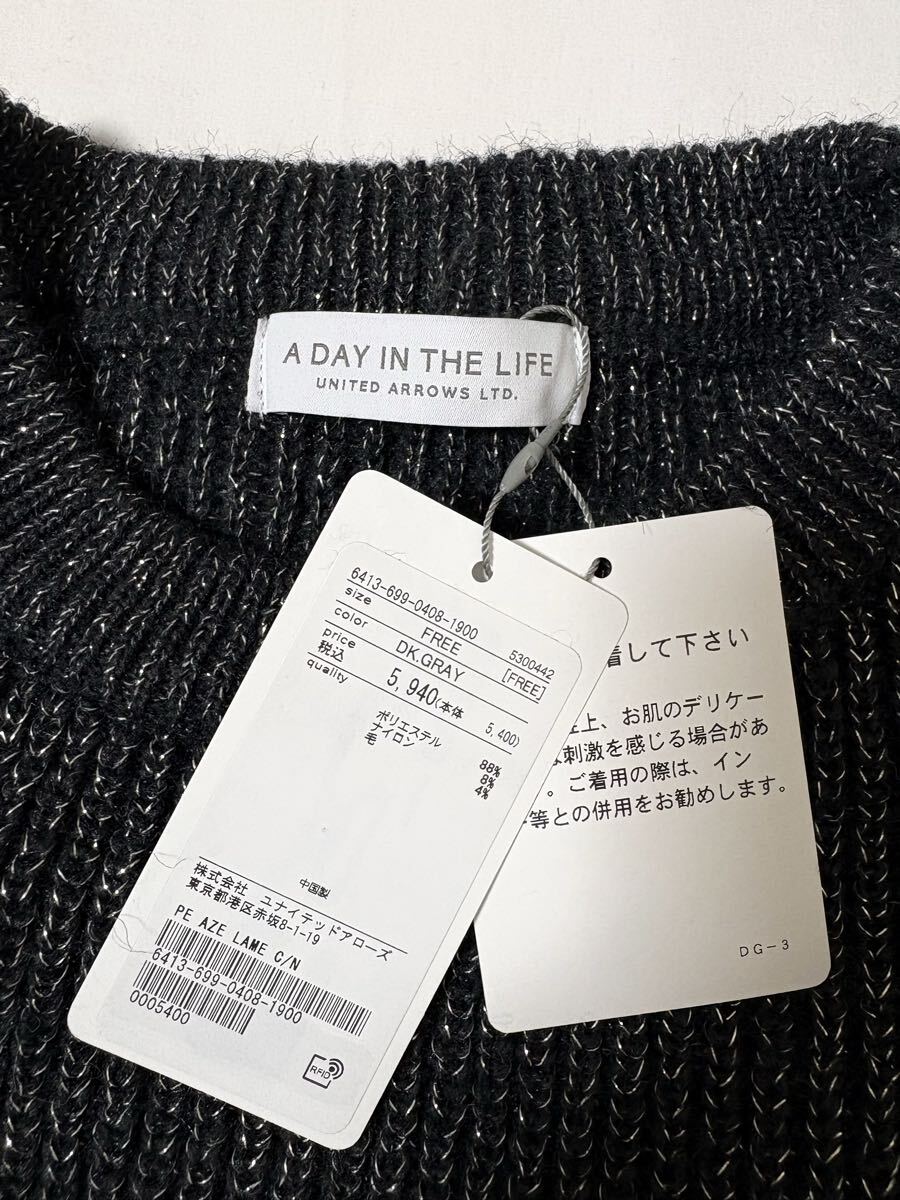 A DAY IN THE LIFE
UNITED ARROWS LTD.
6413-699-0408-1900
size FREE 5300442
color DK.GRAY [FREE]
price
税込 5,940(本体 5,400)
quality
ポリエステル 88%
ナイロン 8%
毛 4%
中国製
株式会社 ユナイテッドアローズ
東京都港区赤坂8-1-19
PE AZE LAME C/N
6413-699-0408-1900
0005400
RFID
着して下さい
上、お肌のデリケー
刺激を感じる場合があ
。ご着用の際は、イン
等との併用をお勧めします。
DG-3